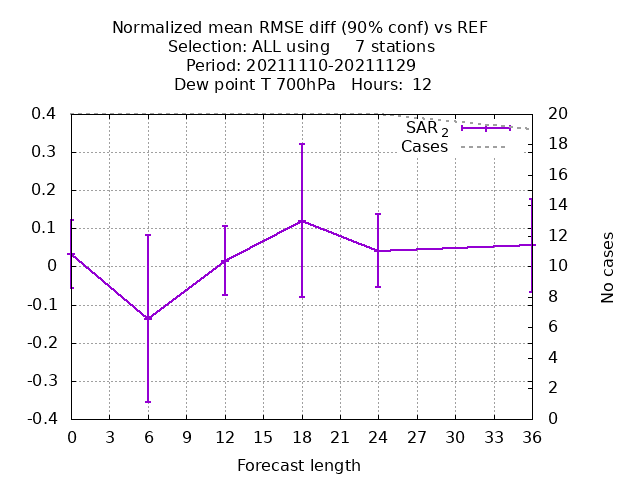 Normalized mean RMSE diff (90% conf) vs REF
Selection: ALL using     7 stations
Period: 20211110-20211129
Dew point T 700hPa   Hours:  12
0.4
0.3
0.2
0.1
0
-0.1
-0.2
-0.3
-0.4
SAR 2
Cases
20
18
16
14
12
10
8
6
4
2
0
No cases
0 3 6 9 12 15 18 21 24 27 30 33 36
Forecast length